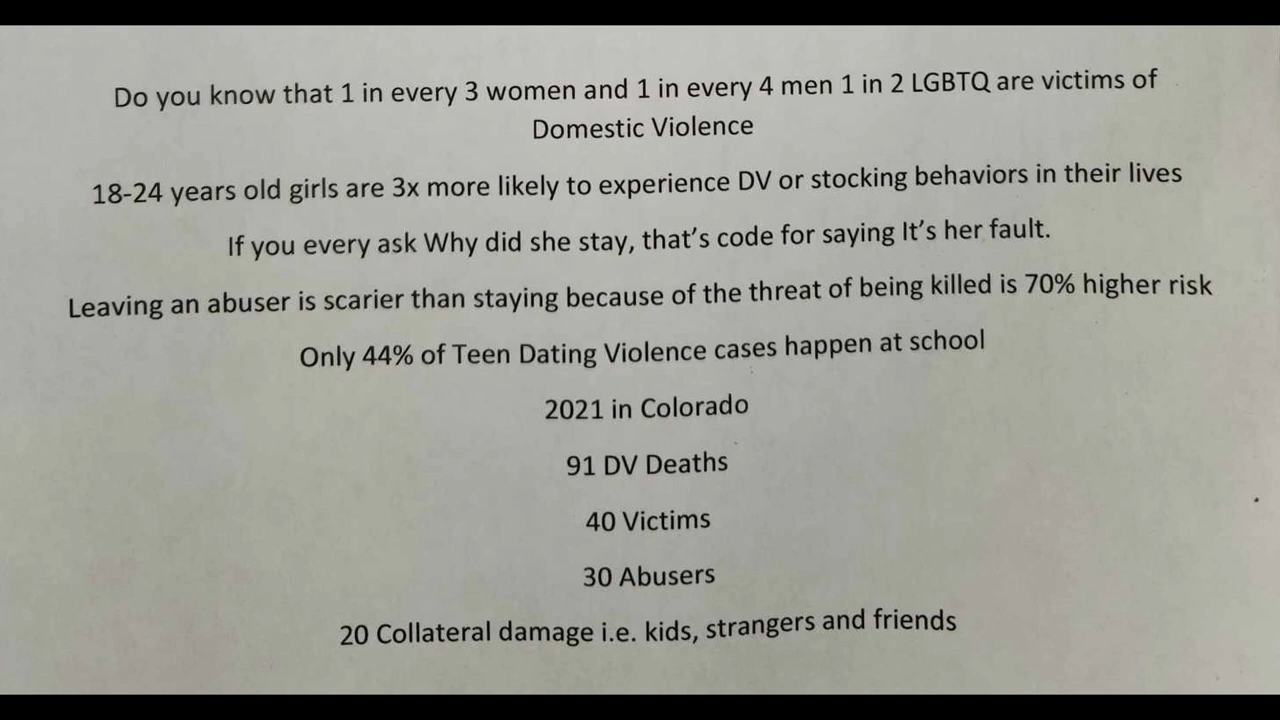 Do you know that 1 in every 3 women and 1 in every 4 men 1 in 2 LGBTQ are victims of
Domestic Violence
18-24 years old girls are 3x more likely to experience DV or stocking behaviors in their lives
If you every ask Why did she stay, that's code for saying It's her fault.
Leaving an abuser is scarier than staying because of the threat of being killed is 70% higher risk
Only 44% of Teen Dating Violence cases happen at school
2021 in Colorado
91 DV Deaths
40 Victims
30 Abusers
20 Collateral damage i.e. kids, strangers and friends